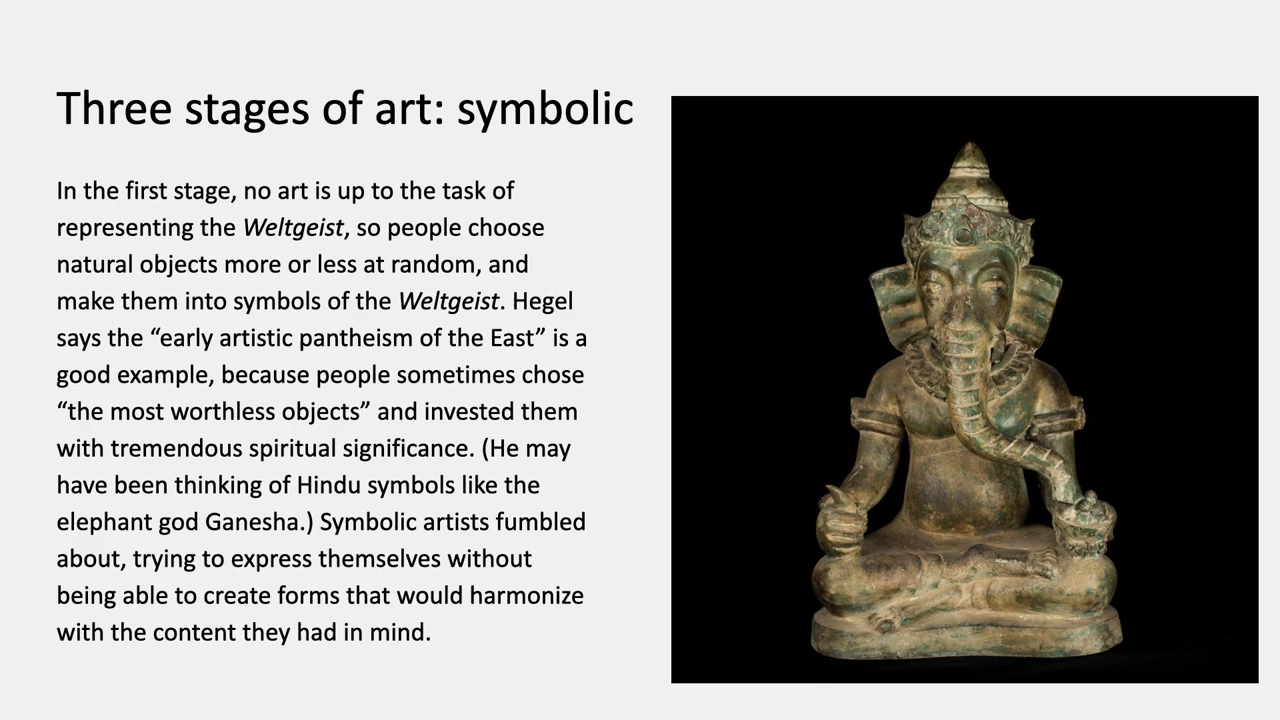 Three stages of art: symbolic
In the first stage, no art is up to the task of
representing the Weltgeist, so people choose
natural objects more or less at random, and
make them into symbols of the Weltgeist. Hegel
says the “early artistic pantheism of the East” is a
good example, because people sometimes chose
“the most worthless objects” and invested them
with tremendous spiritual significance. (He may
have been thinking of Hindu symbols like the
elephant god Ganesha.) Symbolic artists fumbled
about, trying to express themselves without
being able to create forms that would harmonize
with the content they had in mind.